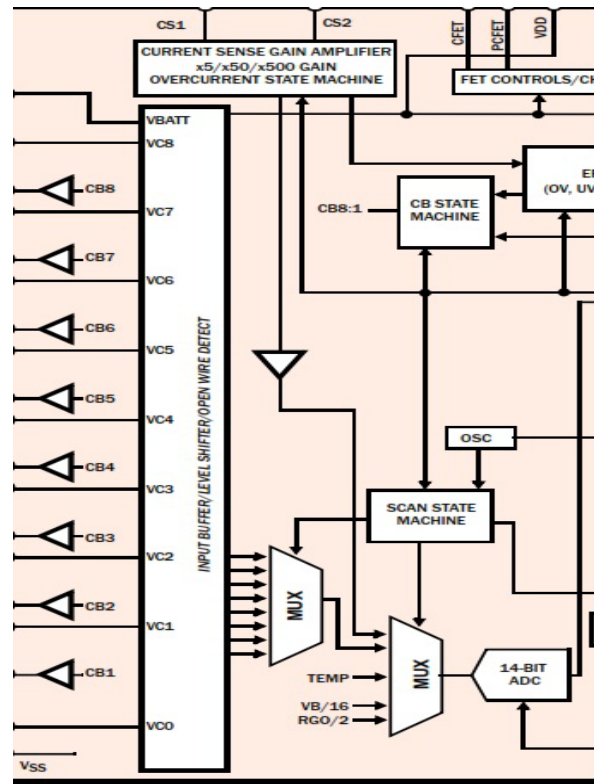 CS1
CS2
CFET
PCFET
VDD
CURRENT SENSE GAIN AMPLIFIER
x5/x50/x500 GAIN
OVERCURRENT STATE MACHINE
FET CONTROLS/CH
VBATT
VC8
CB8
VC7
CB7
VC6
CB6
VC5
CB5
VC4
CB4
VC3
CB3
VC2
CB2
VC1
CB1
VC0
VSS
INPUT BUFFER/LEVEL SHIFTER/OPEN WIRE DETECT
CB8:1
CB STATE
MACHINE
(OV, UV
OSC
SCAN STATE
MACHINE
MUX
MUX
TEMP
VB/16
RGO/2
14-BIT
ADC